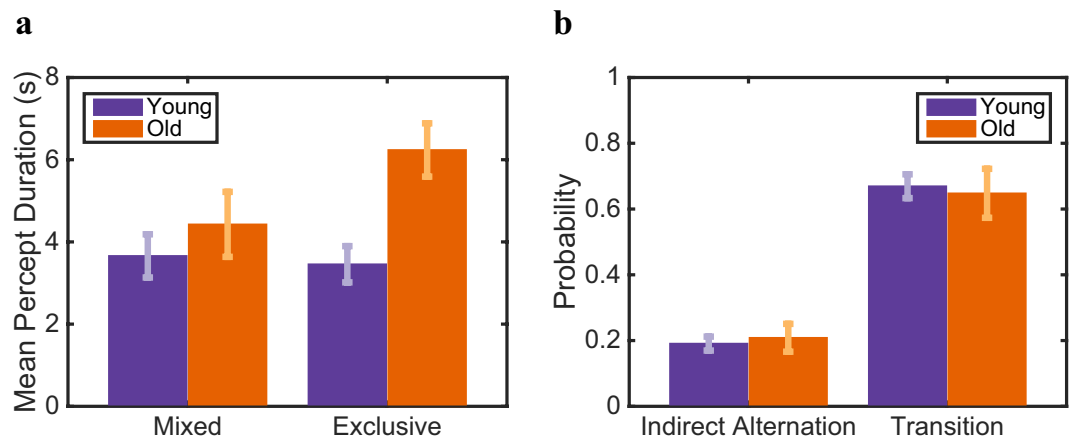 a
Mean Percept Duration (s)
8
6
4
2
0
Young
Old
Mixed
Exclusive
b
Probability
1
0.8
0.6
0.4
0.2
0
Young
Old
Indirect Alternation
Transition